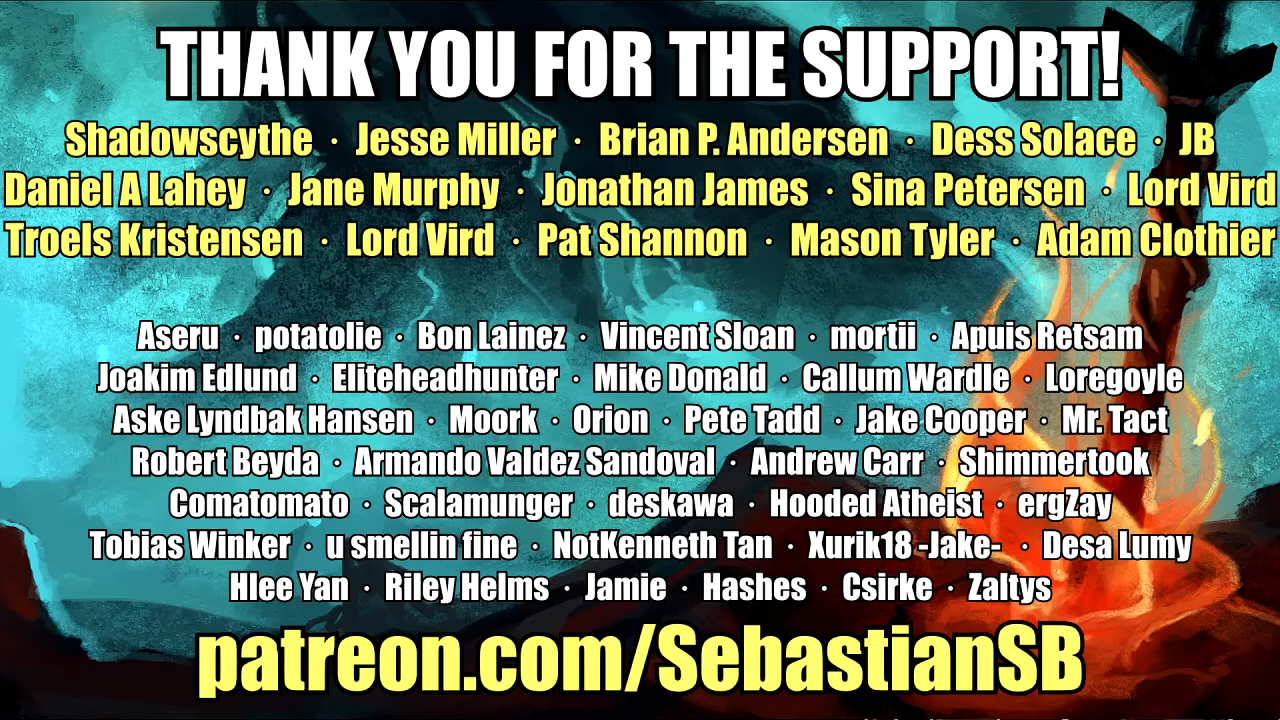 THANK YOU FOR THE SUPPORT!
Shadowscythe · Jesse Miller · Brian P. Andersen · Dess Solace · JB
Daniel A Lahey · Jane Murphy · Jonathan James · Sina Petersen · Lord Vird
Troels Kristensen · Lord Vird · Pat Shannon · Mason Tyler · Adam Clothier
Aseru · potatolie · Bon Lainez · Vincent Sloan · mortii · Apuis Retsam
Joakim Edlund · Eliteheadhunter · Mike Donald · Callum Wardle · Loregoyle
Aske Lyndbak Hansen · Moork · Orion · Pete Tadd · Jake Cooper · Mr. Tact
Robert Beyda · Armando Valdez Sandoval · Andrew Carr · Shimmertook
Comatomato · Scalamunger · deskawa · Hooded Atheist · ergZay
Tobias Winker · u smellin fine · NotKenneth Tan · Xurik18 -Jake- · Desa Lumy
Hlee Yan · Riley Helms · Jamie · Hashes · Csirke · Zaltys
patreon.com/SebastianSB